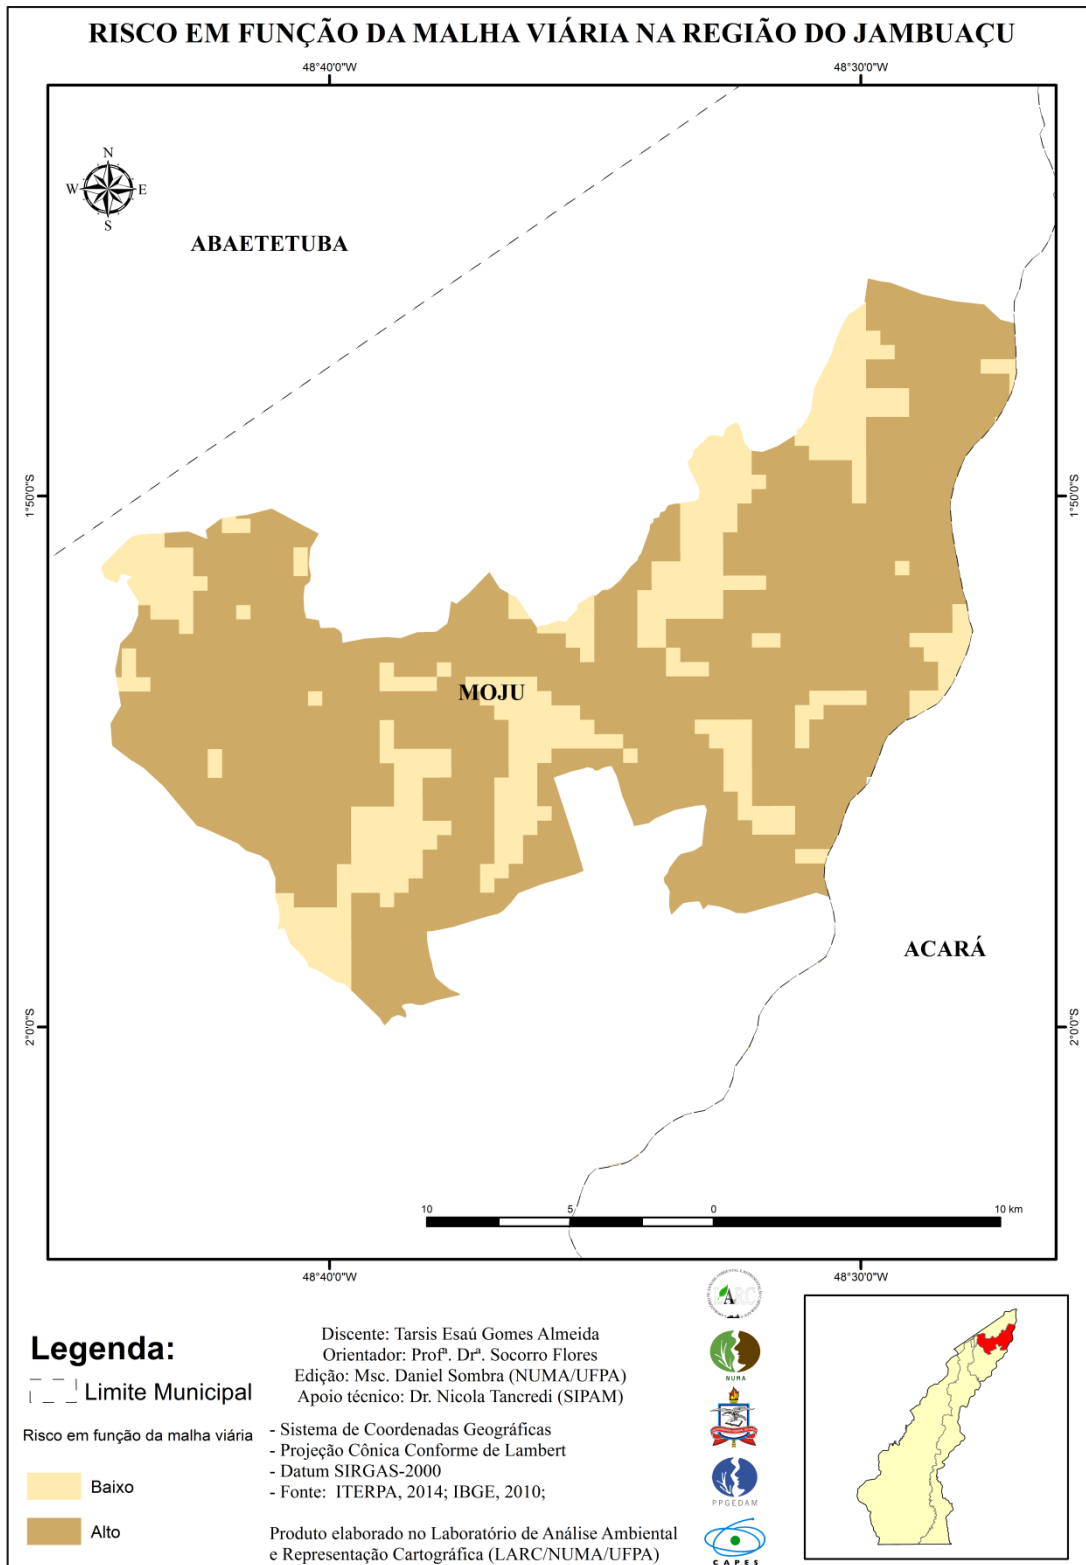 RISCO EM FUNÇÃO DA MALHA VIÁRIA NA REGIÃO DO JAMBUAÇU
48°40'0"W
48°30'0"W
N
W
E
S
ABAETETUBA
1°50'0"S
1°50'0"S
MOJU
ACARÁ
2°0'0"S
2°0'0"S
10
5
0
10 km
48°40'0"W
48°30'0"W
Legenda:
Limite Municipal
Risco em função da malha viária
Baixo
Alto
Discente: Tarsis Esaú Gomes Almeida
Orientador: Profª. Drª. Socorro Flores
Edição: Msc. Daniel Sombra (NUMA/UFPA)
Apoio técnico: Dr. Nicola Tancredi (SIPAM)
- Sistema de Coordenadas Geográficas
- Projeção Cônica Conforme de Lambert
- Datum SIRGAS-2000
- Fonte:  ITERPA, 2014; IBGE, 2010;
Produto elaborado no Laboratório de Análise Ambiental
e Representação Cartográfica (LARC/NUMA/UFPA)
LARC
NUMA
PPGEDAM
CAPES